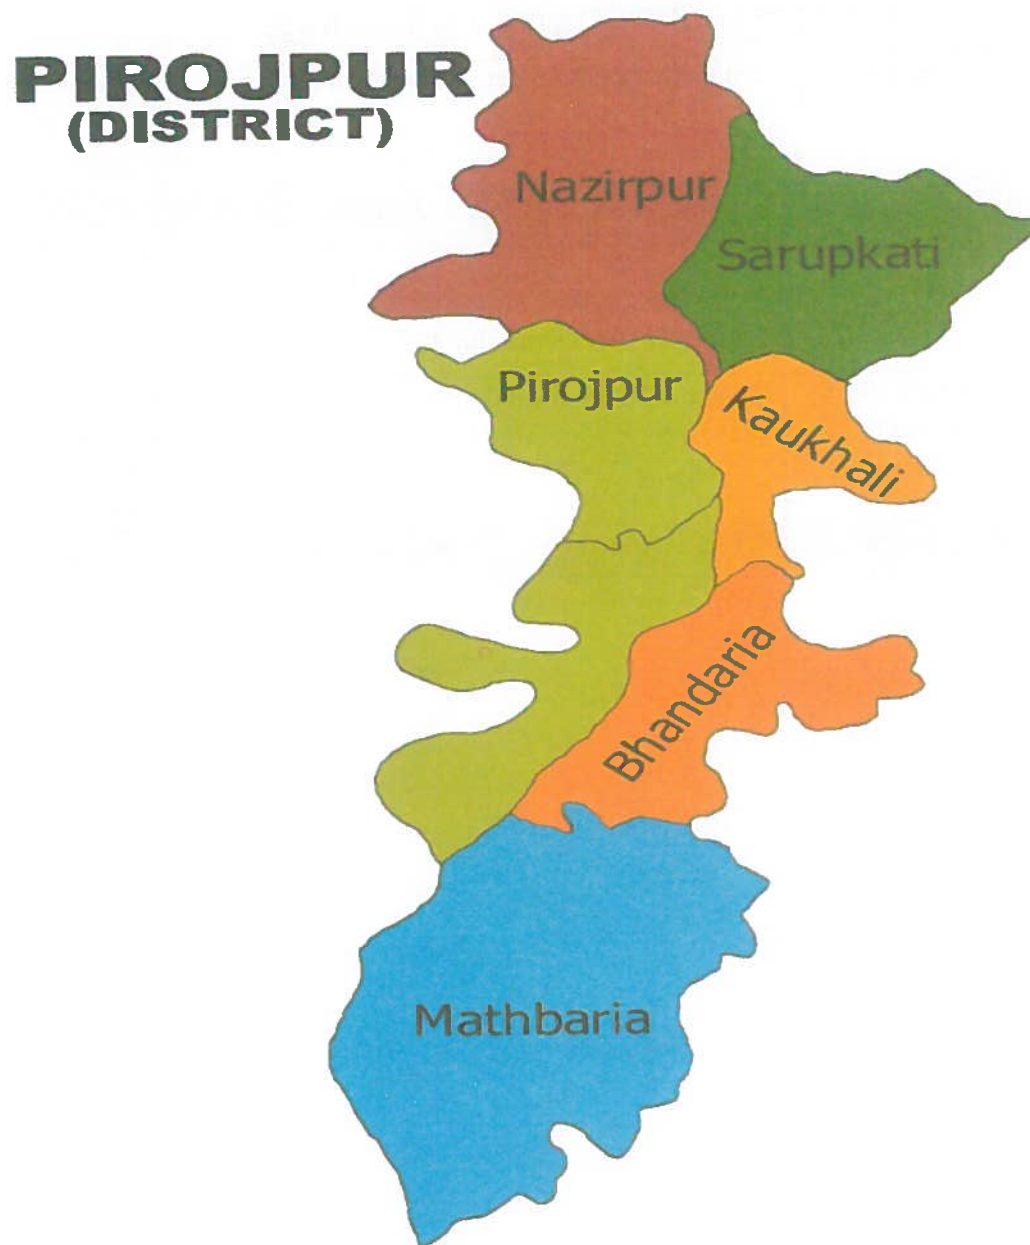 PIROJPUR
(DISTRICT)
Nazirpur
Sarupkati
Pirojpur
Kaukhali
Bhandaria
Mathbaria